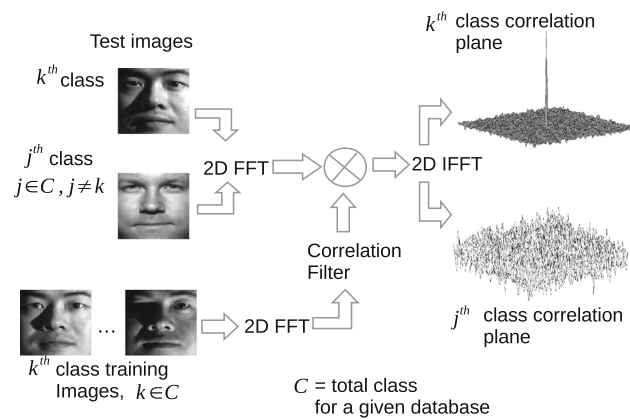 Test images
k^th class
j^th class
j∈C, j≠k
2D FFT
2D IFFT
k^th class correlation
plane
Correlation
Filter
j^th class correlation
plane
...
2D FFT
k^th class training
Images, k∈C
C = total class
for a given database